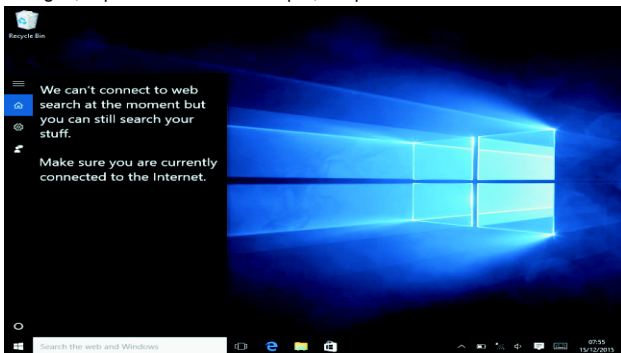 Recycle Bin
We can't connect to web
search at the moment but
you can still search your
stuff.
Make sure you are currently
connected to the Internet.
Search the web and Windows
07:55
15/12/2015